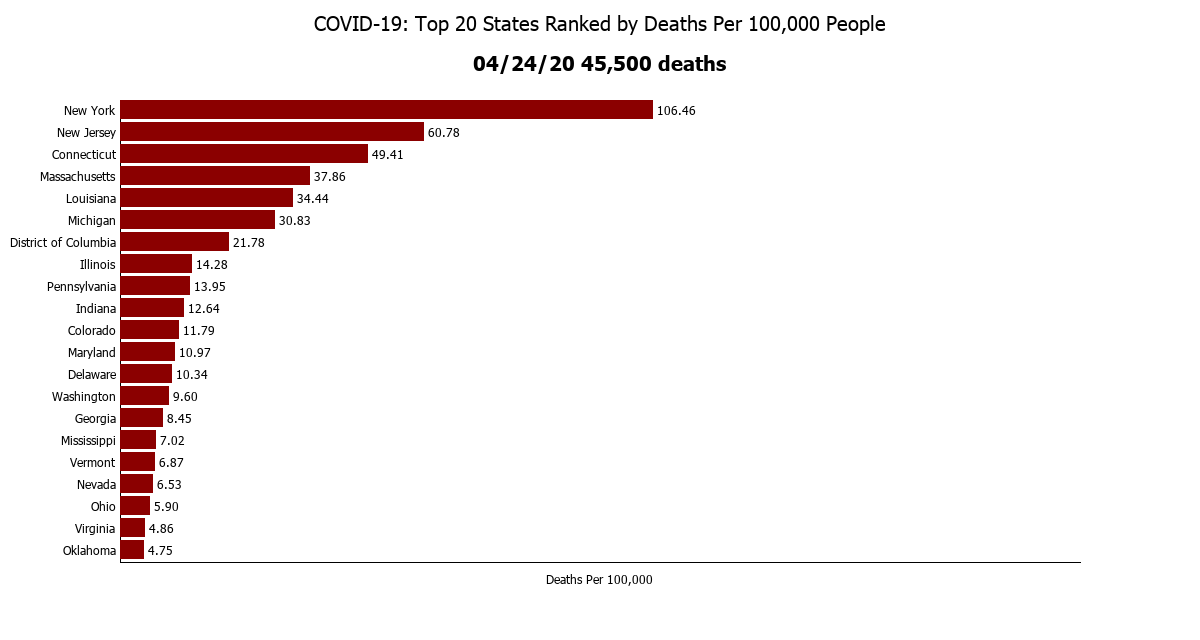 COVID-19: Top 20 States Ranked by Deaths Per 100,000 People
04/24/20 45,500 deaths
New York 106.46
New Jersey 60.78
Connecticut 49.41
Massachusetts 37.86
Louisiana 34.44
Michigan 30.83
District of Columbia 21.78
Illinois 14.28
Pennsylvania 13.95
Indiana 12.64
Colorado 11.79
Maryland 10.97
Delaware 10.34
Washington 9.60
Georgia 8.45
Mississippi 7.02
Vermont 6.87
Nevada 6.53
Ohio 5.90
Virginia 4.86
Oklahoma 4.75
Deaths Per 100,000